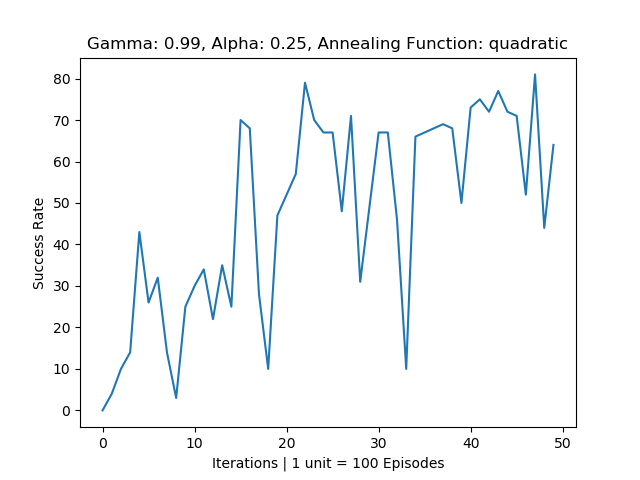 Gamma: 0.99, Alpha: 0.25, Annealing Function: quadratic
80
70
60
50
40
30
20
10
0
Success Rate
0 10 20 30 40 50
Iterations | 1 unit = 100 Episodes